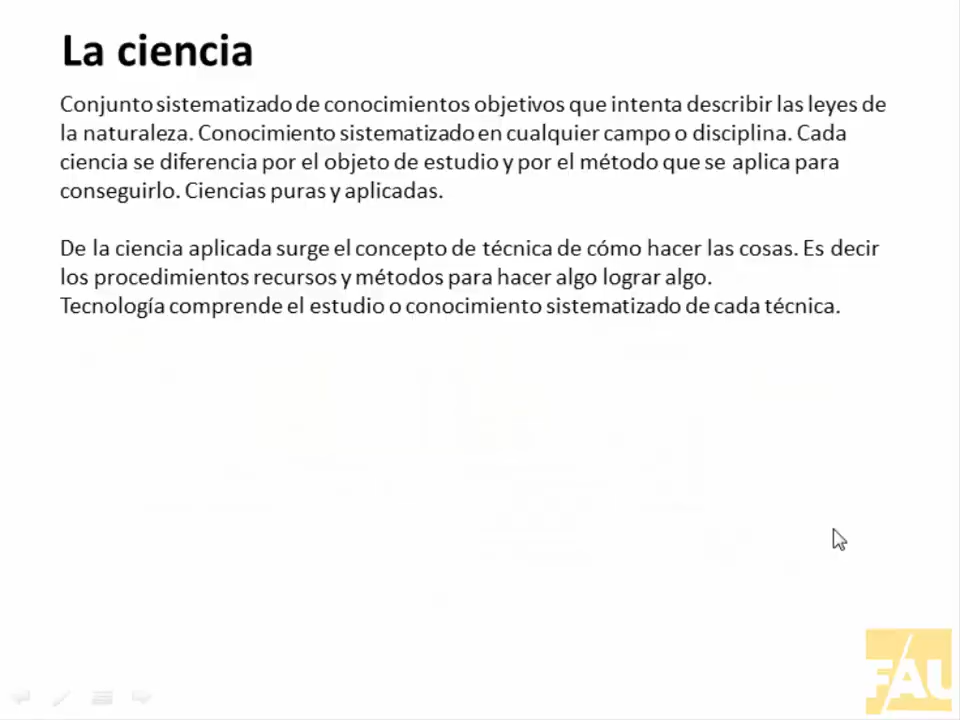 La ciencia
Conjunto sistematizado de conocimientos objetivos que intenta describir las leyes de
la naturaleza. Conocimiento sistematizado en cualquier campo o disciplina. Cada
ciencia se diferencia por el objeto de estudio y por el método que se aplica para
conseguirlo. Ciencias puras y aplicadas.
De la ciencia aplicada surge el concepto de técnica de cómo hacer las cosas. Es decir
los procedimientos recursos y métodos para hacer algo lograr algo.
Tecnología comprende el estudio o conocimiento sistematizado de cada técnica.
FAU